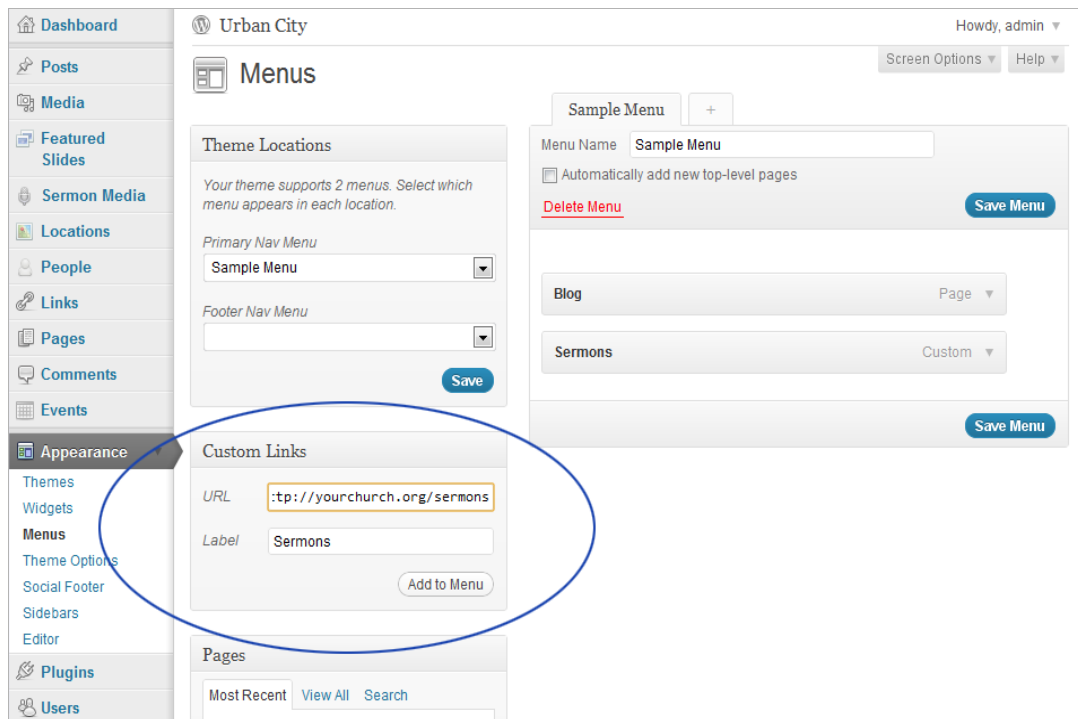 Dashboard
Posts
Media
Featured
Slides
Sermon Media
Locations
People
Links
Pages
Comments
Events
Appearance
Themes
Widgets
Menus
Theme Options
Social Footer
Sidebars
Editor
Plugins
Users
Urban City
Howdy, admin
Screen Options
Help
Menus
Theme Locations
Your theme supports 2 menus. Select which
menu appears in each location.
Primary Nav Menu
Sample Menu
Footer Nav Menu
Save
Custom Links
URL :tp://yourchurch.org/sermons
Label Sermons
Add to Menu
Pages
Most Recent View All Search
Sample Menu +
Menu Name Sample Menu
Automatically add new top-level pages
Delete Menu Save Menu
Blog Page
Sermons Custom
Save Menu